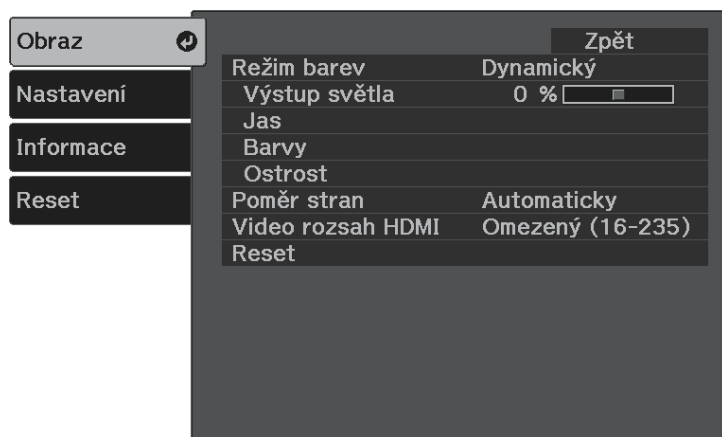 Obraz
Nastavení
Informace
Reset
Zpět
Režim barev Dynamický
Výstup světla 0 %
Jas
Barvy
Ostrost
Poměr stran Automaticky
Video rozsah HDMI Omezený (16-235)
Reset